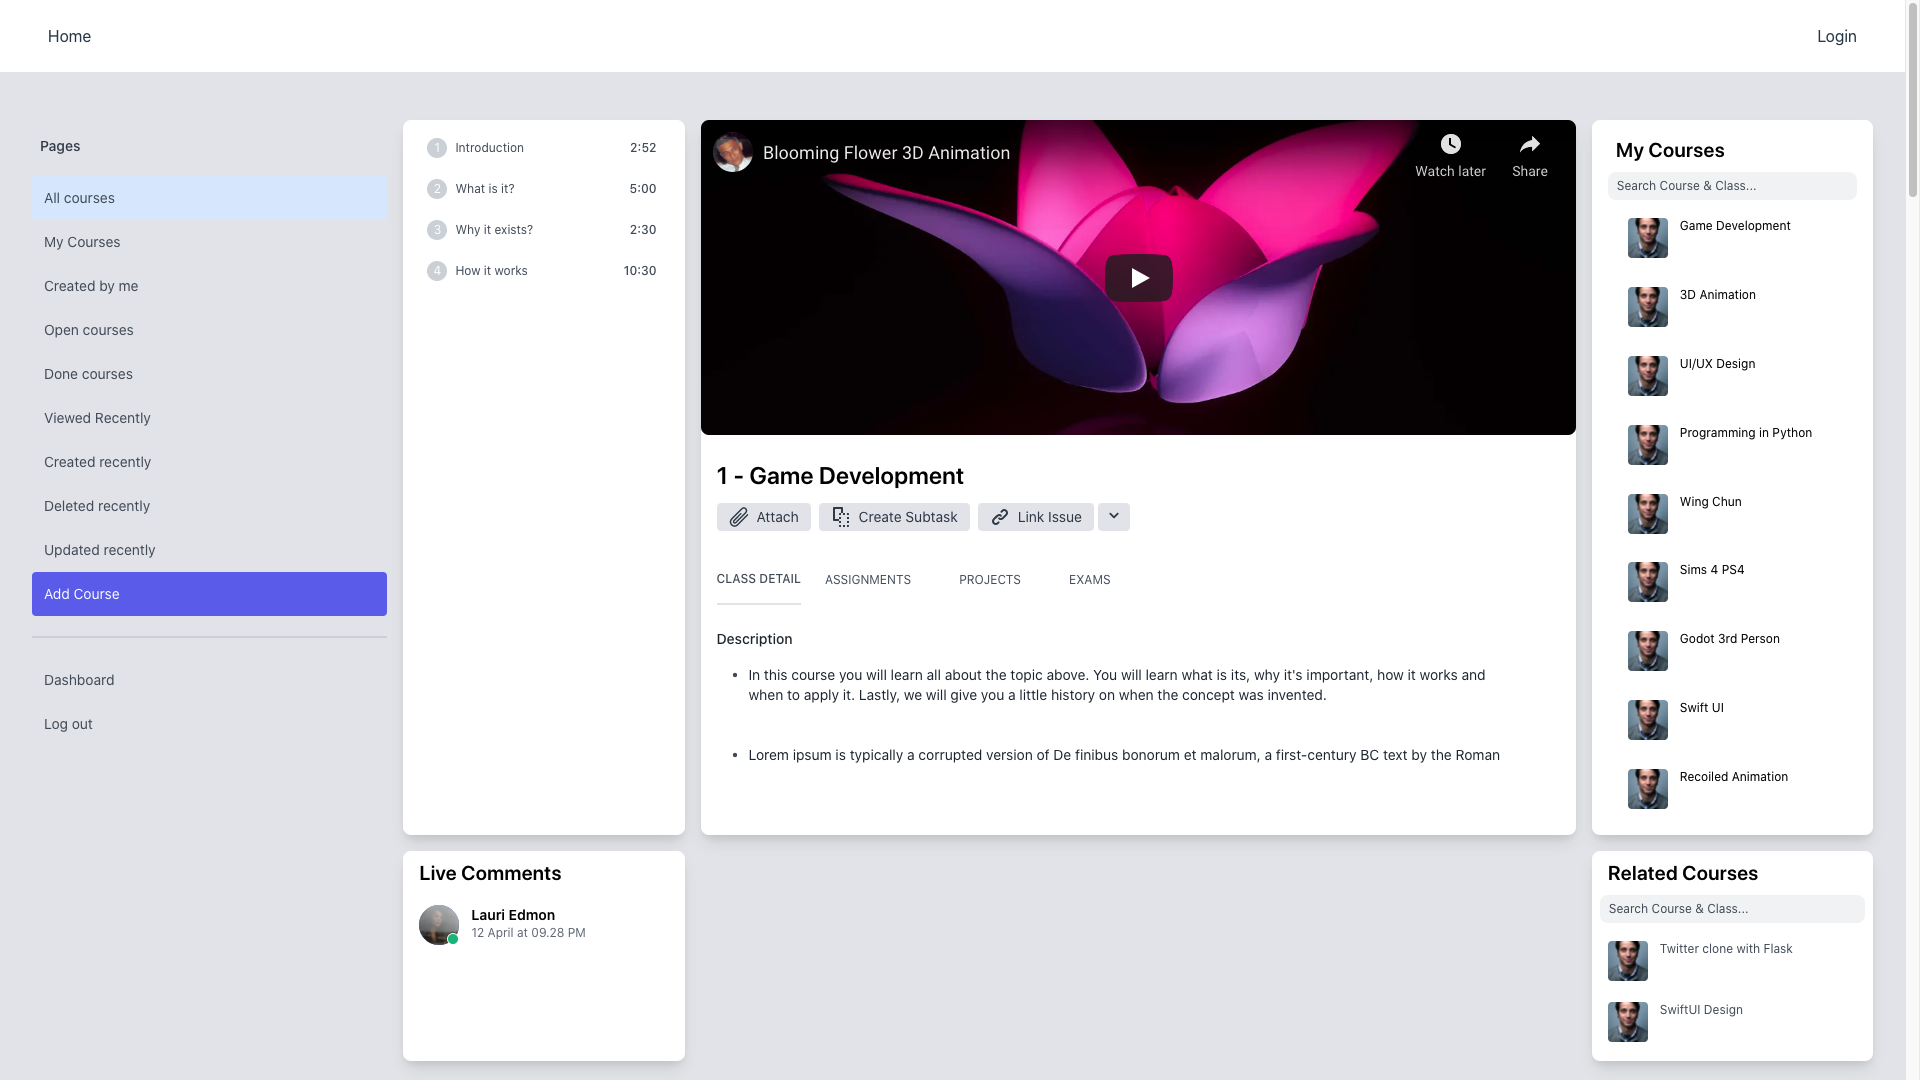 Home
Login
Pages
All courses
My Courses
Created by me
Open courses
Done courses
Viewed Recently
Created recently
Deleted recently
Updated recently
Add Course
Dashboard
Log out
1 Introduction 2:52
2 What is it? 5:00
3 Why it exists? 2:30
4 How it works 10:30
Blooming Flower 3D Animation
Watch later
Share
1 - Game Development
Attach
Create Subtask
Link Issue
CLASS DETAIL
ASSIGNMENTS
PROJECTS
EXAMS
Description
• In this course you will learn all about the topic above. You will learn what is its, why it's important, how it works and
when to apply it. Lastly, we will give you a little history on when the concept was invented.
• Lorem ipsum is typically a corrupted version of De finibus bonorum et malorum, a first-century BC text by the Roman
My Courses
Search Course & Class...
Game Development
3D Animation
UI/UX Design
Programming in Python
Wing Chun
Sims 4 PS4
Godot 3rd Person
Swift UI
Recoiled Animation
Live Comments
Lauri Edmon
12 April at 09.28 PM
Related Courses
Search Course & Class...
Twitter clone with Flask
SwiftUI Design